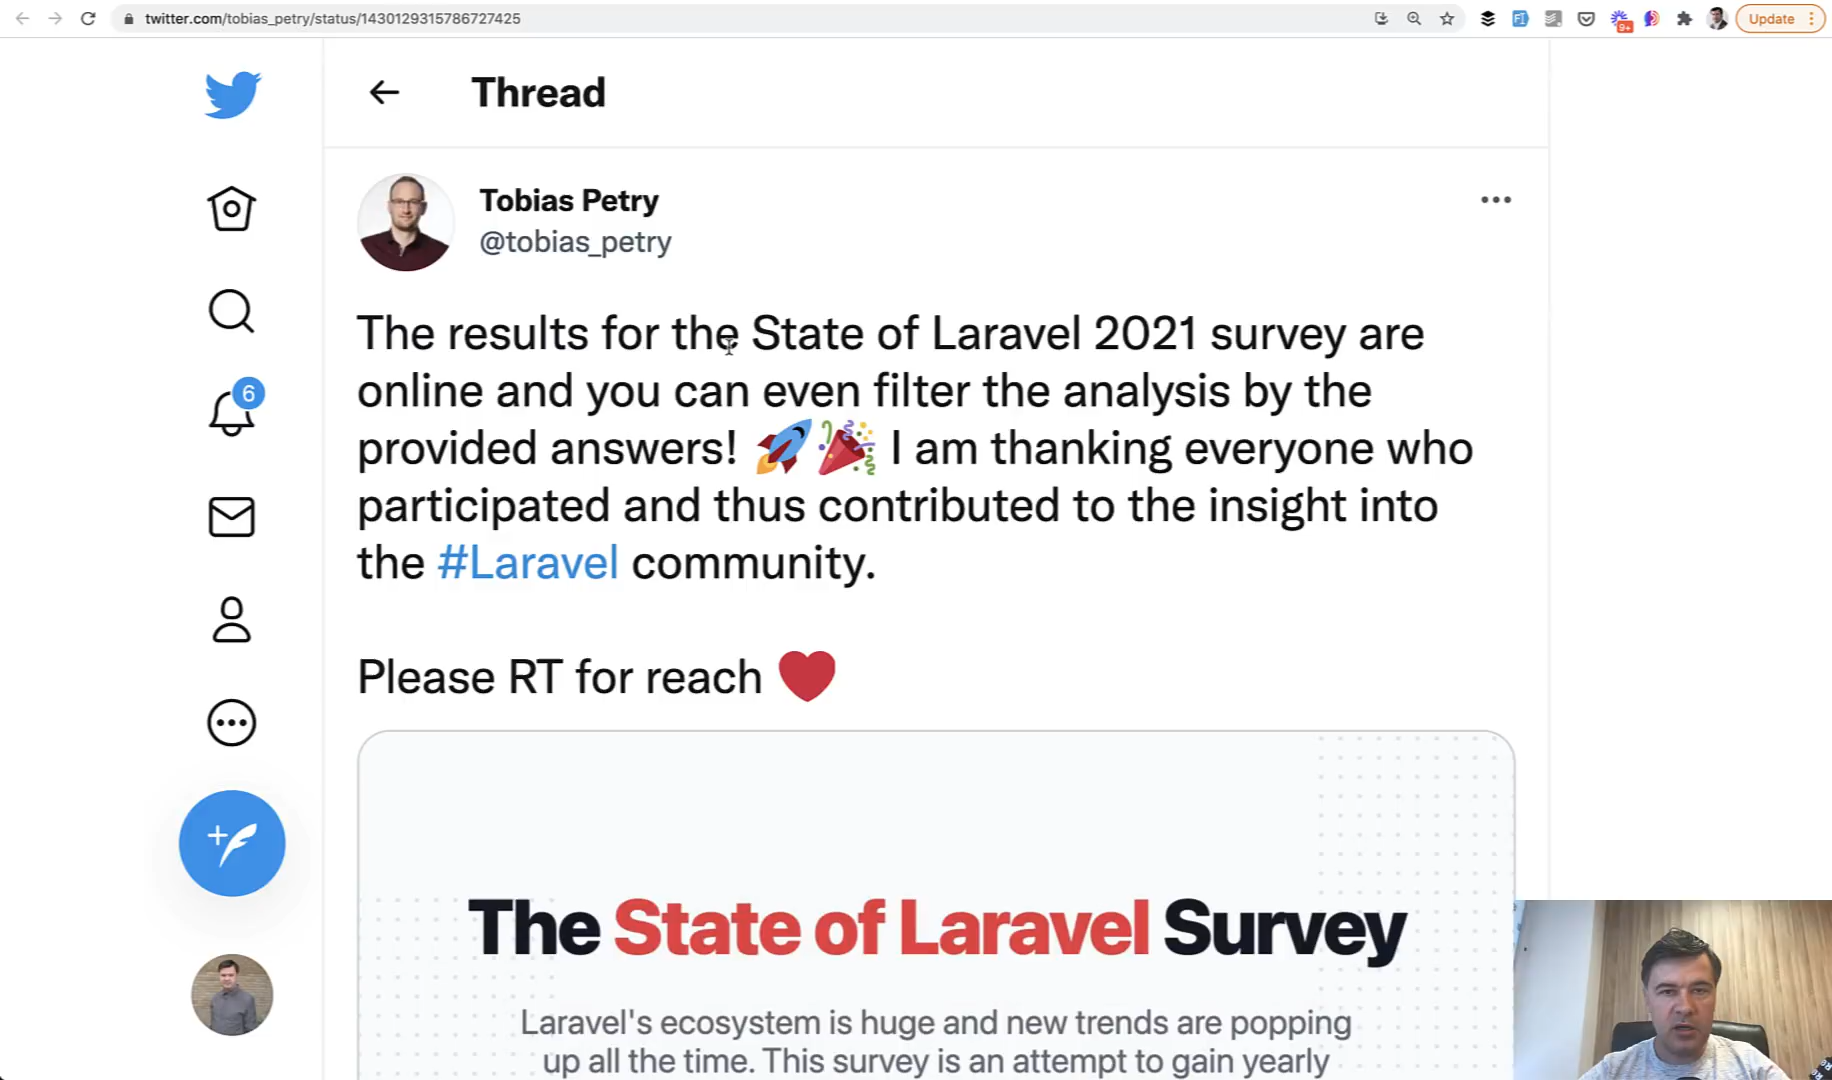 twitter.com/tobias_petry/status/1430129315786727425
9+
Update
Thread
Tobias Petry
@tobias_petry
The results for the State of Laravel 2021 survey are
online and you can even filter the analysis by the
provided answers! 🚀🎉 I am thanking everyone who
participated and thus contributed to the insight into
the #Laravel community.
Please RT for reach ❤️
6
The State of Laravel Survey
Laravel's ecosystem is huge and new trends are popping
up all the time. This survey is an attempt to gain yearly